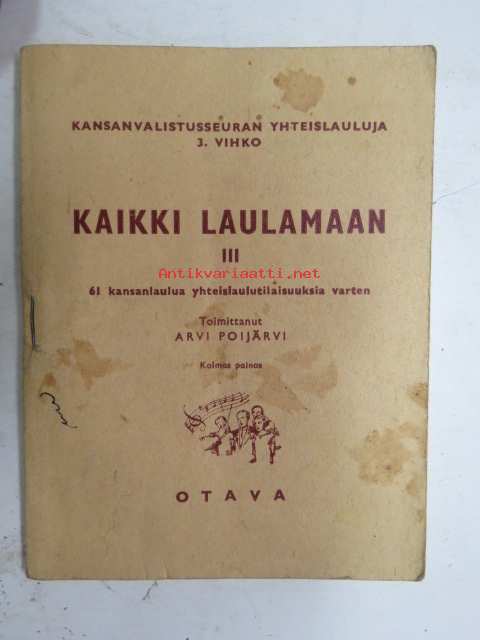 KANSANVALISTUSSEURAN YHTEISLAULUJA
3. VIHKO
KAIKKI LAULAMAAN
III
Antikvariaatti.net
61 kansanlaulua yhteislaulutilaisuuksia varten
Toimittanut
ARVI POIJÄRVI
Kolmas painos
OTAVA